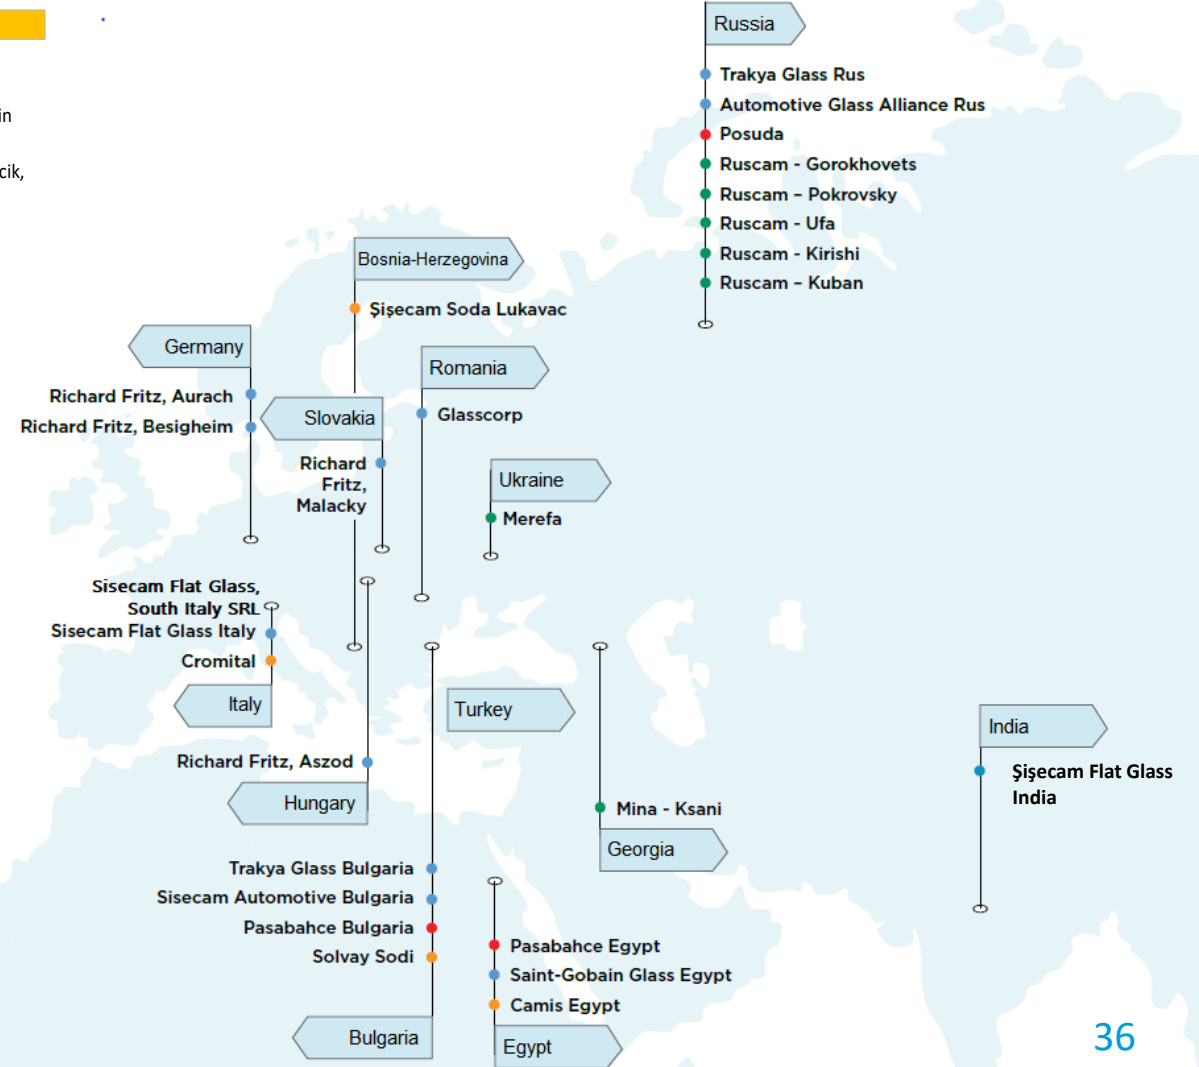 in
cik,
Russia
Trakya Glass Rus
Automotive Glass Alliance Rus
Posuda
Ruscam - Gorokhovets
Ruscam – Pokrovsky
Ruscam - Ufa
Ruscam - Kirishi
Ruscam – Kuban
Bosnia-Herzegovina
Şişecam Soda Lukavac
Germany
Richard Fritz, Aurach
Richard Fritz, Besigheim
Slovakia
Richard
Fritz,
Malacky
Romania
Glasscorp
Ukraine
Merefa
Sisecam Flat Glass,
South Italy SRL
Sisecam Flat Glass Italy
Cromital
Italy
Turkey
Richard Fritz, Aszod
Hungary
Mina - Ksani
Georgia
India
Şişecam Flat Glass
India
Trakya Glass Bulgaria
Sisecam Automotive Bulgaria
Pasabahce Bulgaria
Solvay Sodi
Bulgaria
Pasabahce Egypt
Saint-Gobain Glass Egypt
Camis Egypt
Egypt
36